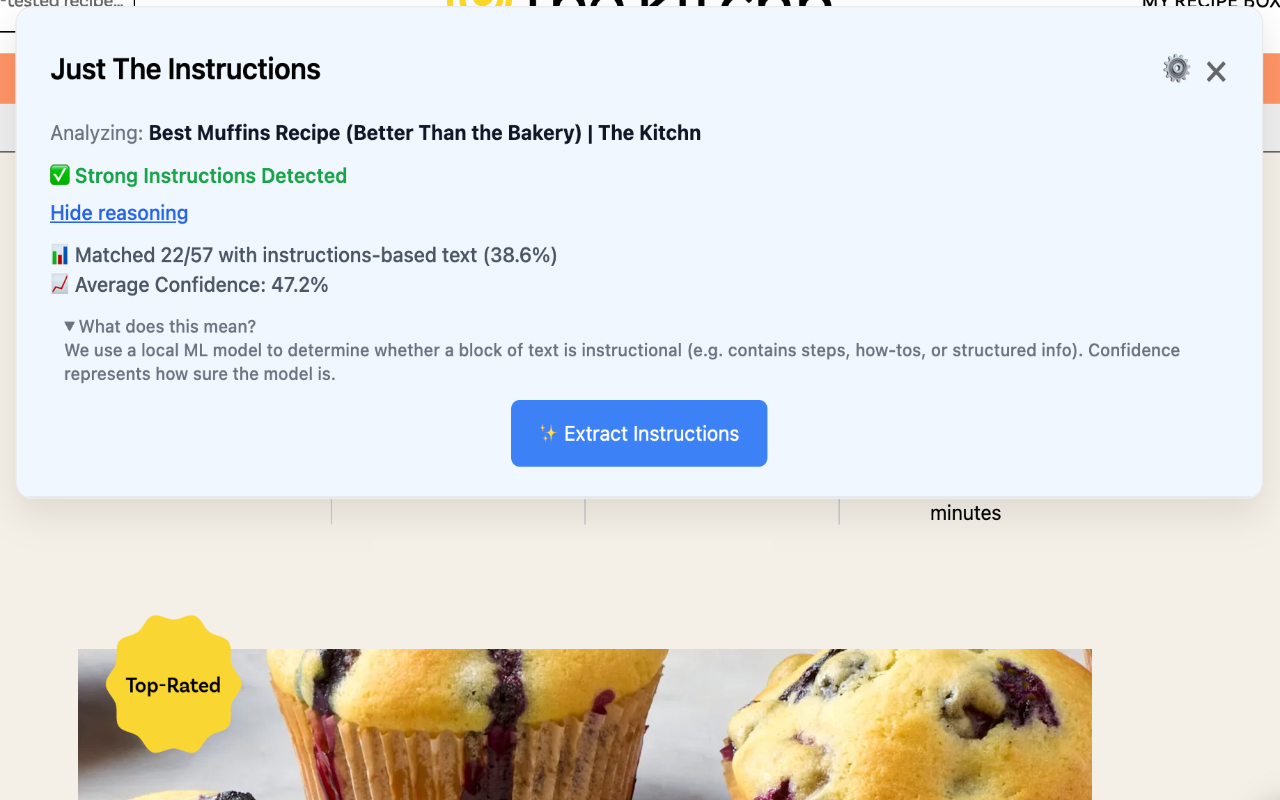 -tested recipe...
The Kitchn
MY RECIPE BOX
Just The Instructions
Analyzing: Best Muffins Recipe (Better Than the Bakery) | The Kitchn
✅ Strong Instructions Detected
Hide reasoning
📊 Matched 22/57 with instructions-based text (38.6%)
📈 Average Confidence: 47.2%
▼ What does this mean?
We use a local ML model to determine whether a block of text is instructional (e.g. contains steps, how-tos, or structured info). Confidence
represents how sure the model is.
✨ Extract Instructions
minutes
Top-Rated